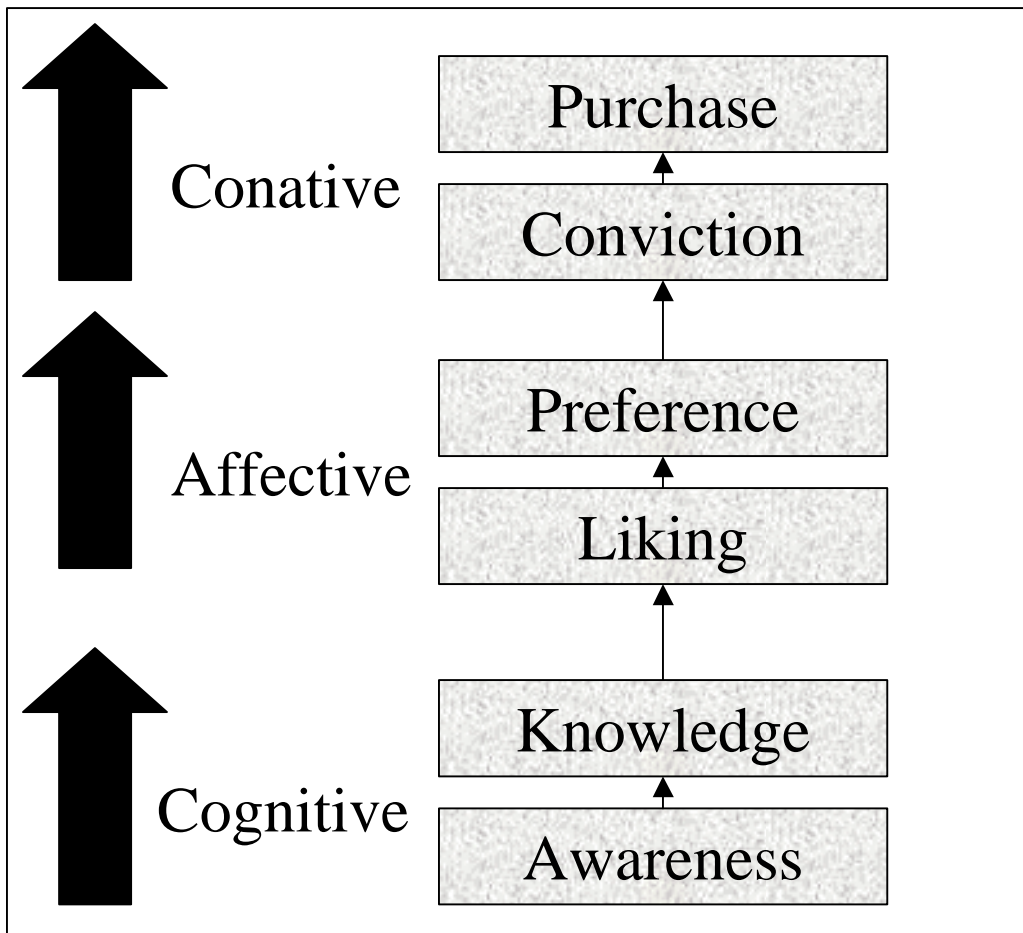 Purchase
Conative
Conviction
Preference
Affective
Liking
Knowledge
Cognitive
Awareness